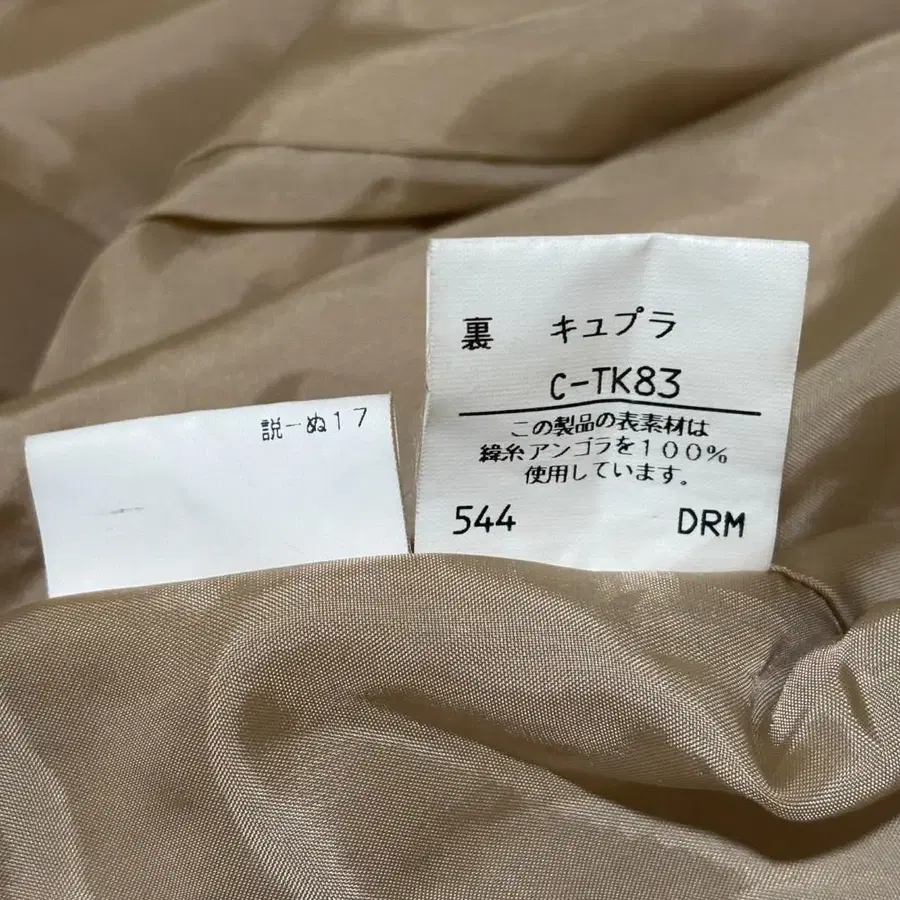 説ーぬ17
裏 キュプラ
C-TK83
この製品の表素材は
緯糸アンゴラを100%
使用しています。
544 DRM